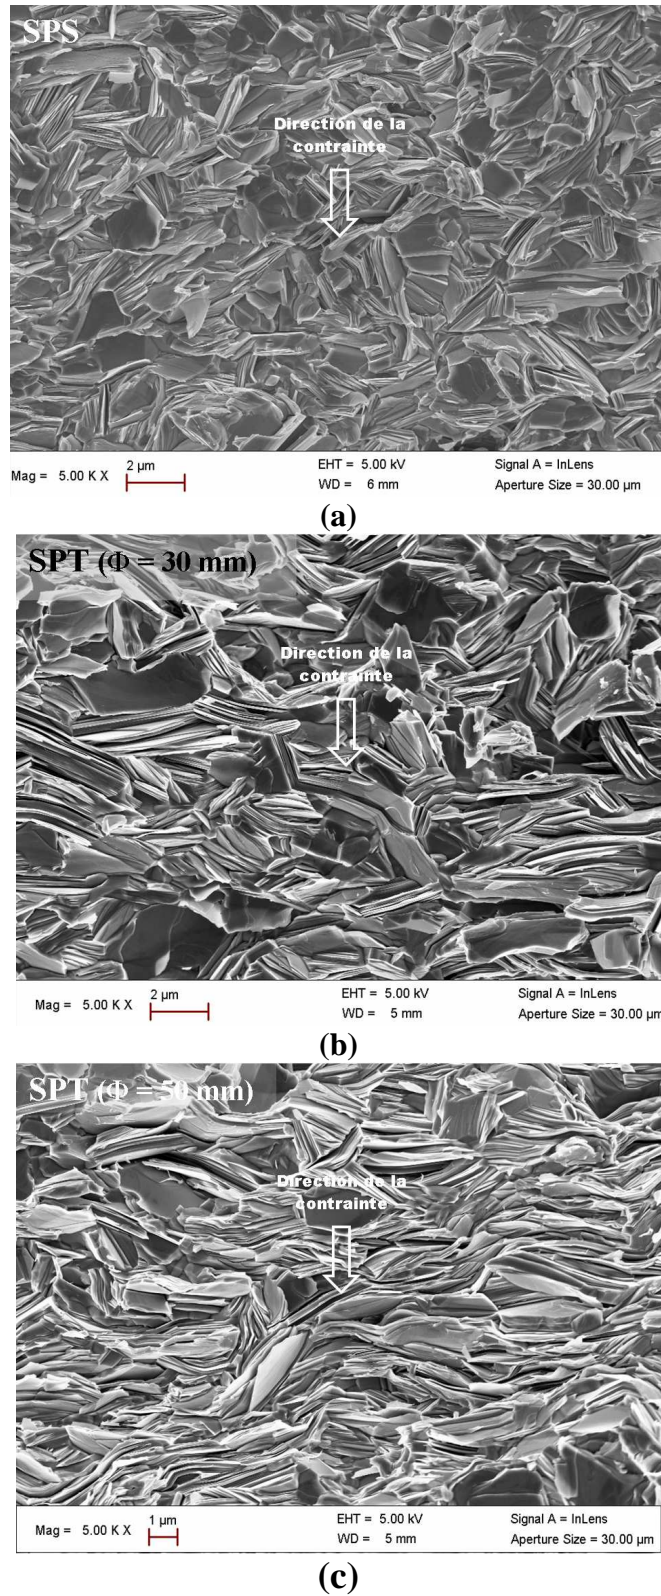 SPS
Direction de la
contrainte
Mag = 5.00 K X
2 µm
EHT = 5.00 kV
WD = 6 mm
Signal A = InLens
Aperture Size = 30.00 µm
(a)
SPT (Φ = 30 mm)
Direction de la
contrainte
Mag = 5.00 K X
2 µm
EHT = 5.00 kV
WD = 5 mm
Signal A = InLens
Aperture Size = 30.00 µm
(b)
SPT (Φ = 50 mm)
Direction de la
contrainte
Mag = 5.00 K X
1 µm
EHT = 5.00 kV
WD = 5 mm
Signal A = InLens
Aperture Size = 30.00 µm
(c)